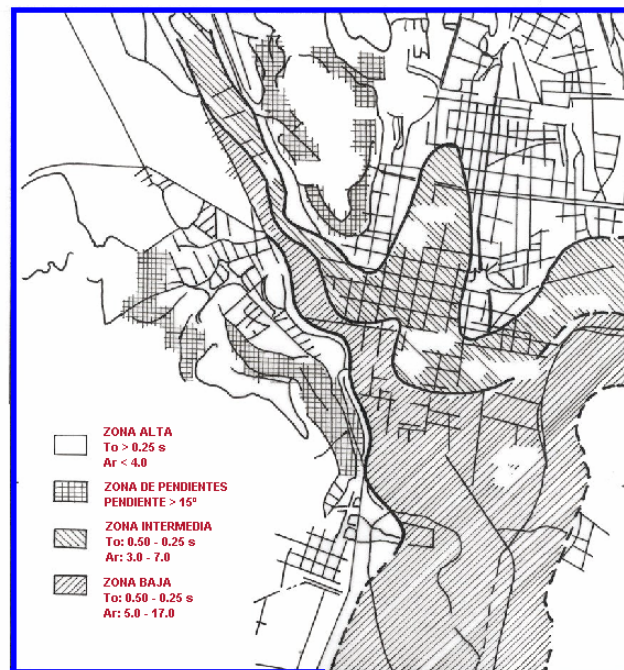 ZONA ALTA
To > 0.25 s
Ar < 4.0
ZONA DE PENDIENTES
PENDIENTE > 15º
ZONA INTERMEDIA
To: 0.50 - 0.25 s
Ar: 3.0 - 7.0
ZONA BAJA
To: 0.50 - 0.25 s
Ar: 5.0 - 17.0